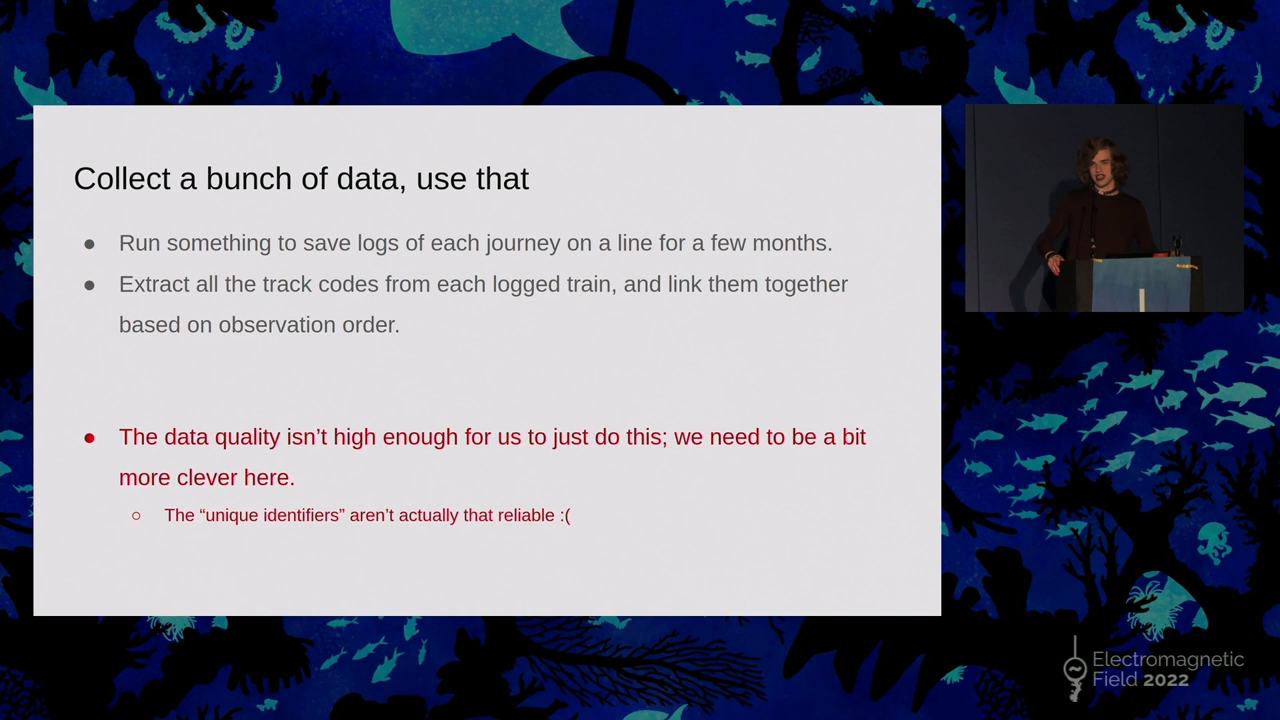 Collect a bunch of data, use that
● Run something to save logs of each journey on a line for a few months.
● Extract all the track codes from each logged train, and link them together
based on observation order.
● The data quality isn’t high enough for us to just do this; we need to be a bit
more clever here.
○ The “unique identifiers” aren’t actually that reliable :(
Electromagnetic
Field 2022